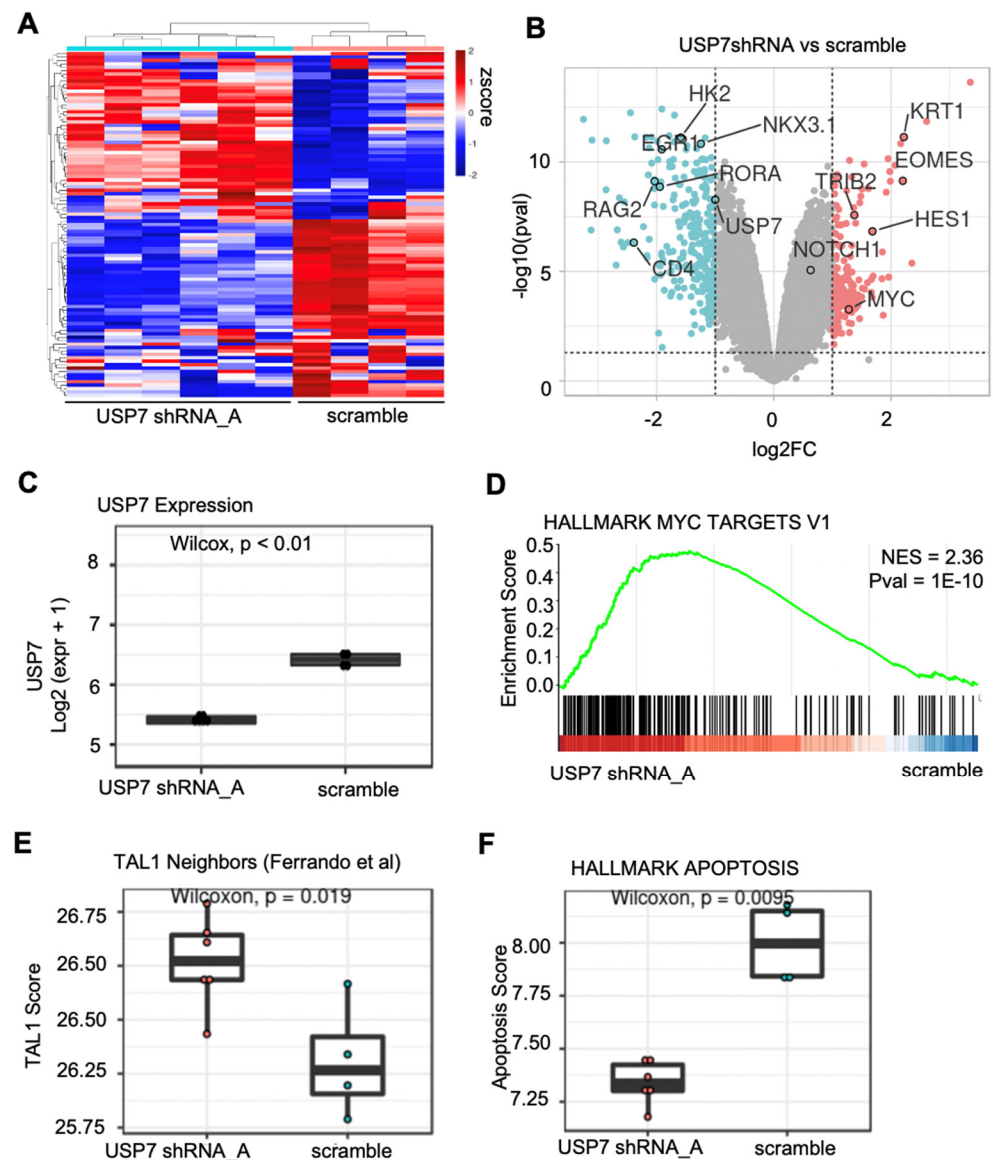 A
2
1
0
-1
-2
zscore
USP7 shRNA_A
scramble
B
USP7shRNA vs scramble
HK2
NKX3.1
KRT1
EGR1
EOMES
RORA
TRIB2
RAG2
USP7
HES1
NOTCH1
CD4
MYC
10
5
0
-log10(pval)
-2
0
2
log2FC
C
USP7 Expression
Wilcox, p < 0.01
8
7
6
5
USP7
Log2 (expr + 1)
USP7 shRNA_A
scramble
D
HALLMARK MYC TARGETS V1
NES = 2.36
Pval = 1E-10
0.5
0.4
0.3
0.2
0.1
0.0
Enrichment Score
USP7 shRNA_A
scramble
E
TAL1 Neighbors (Ferrando et al)
Wilcoxon, p = 0.019
26.75
26.50
26.50
26.25
25.75
TAL1 Score
USP7 shRNA_A
scramble
F
HALLMARK APOPTOSIS
Wilcoxon, p = 0.0095
8.00
7.75
7.50
7.25
Apoptosis Score
USP7 shRNA_A
scramble